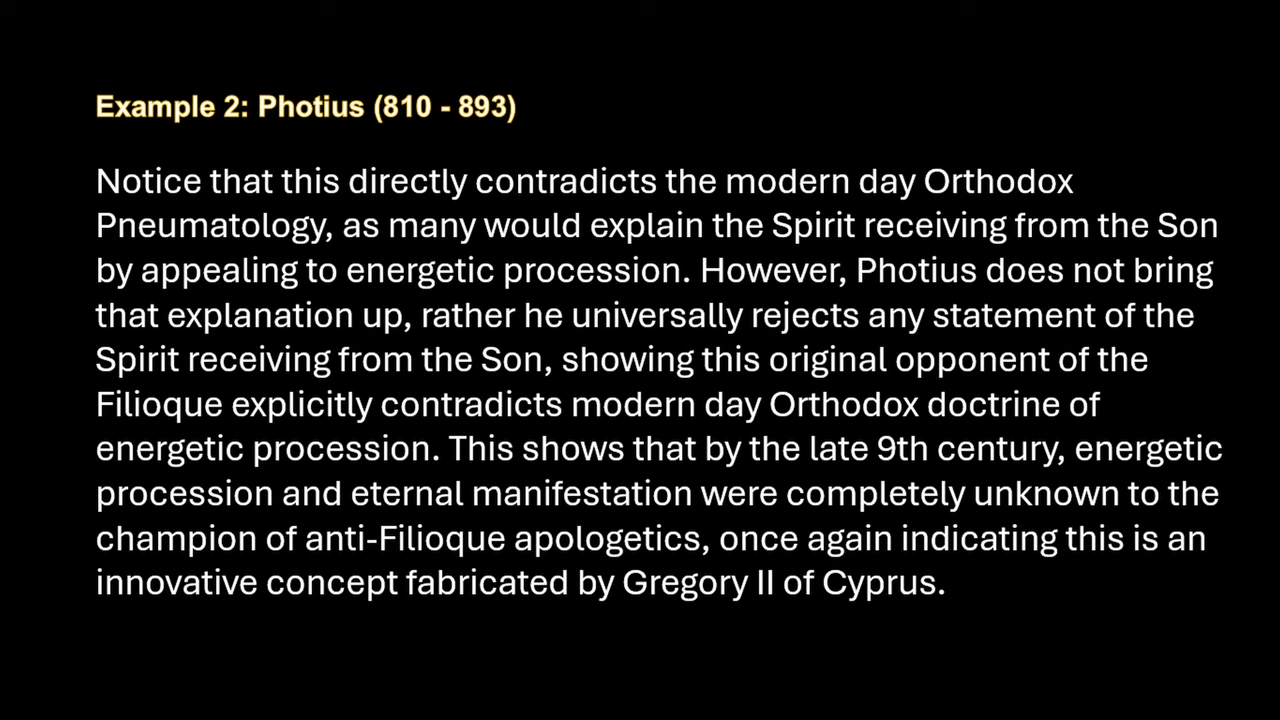 Example 2: Photius (810 - 893)
Notice that this directly contradicts the modern day Orthodox
Pneumatology, as many would explain the Spirit receiving from the Son
by appealing to energetic procession. However, Photius does not bring
that explanation up, rather he universally rejects any statement of the
Spirit receiving from the Son, showing this original opponent of the
Filioque explicitly contradicts modern day Orthodox doctrine of
energetic procession. This shows that by the late 9th century, energetic
procession and eternal manifestation were completely unknown to the
champion of anti-Filioque apologetics, once again indicating this is an
innovative concept fabricated by Gregory II of Cyprus.